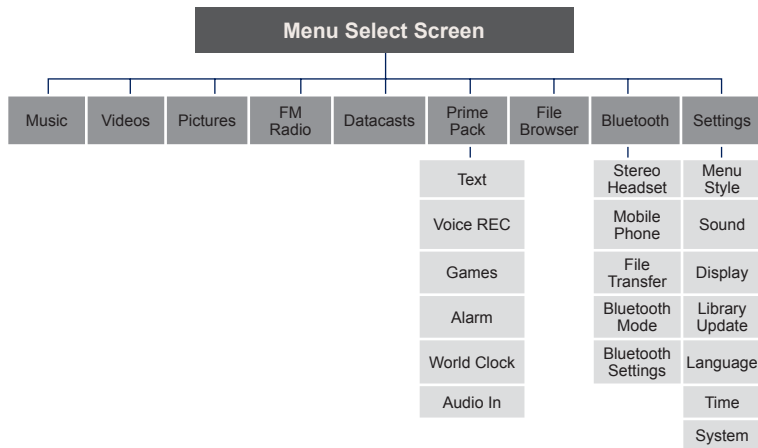 Menu Select Screen
Music
Videos
Pictures
FM
Radio
Datacasts
Prime
Pack
File
Browser
Bluetooth
Settings
Text
Voice REC
Games
Alarm
World Clock
Audio In
Stereo
Headset
Mobile
Phone
File
Transfer
Bluetooth
Mode
Bluetooth
Settings
Menu
Style
Sound
Display
Library
Update
Language
Time
System